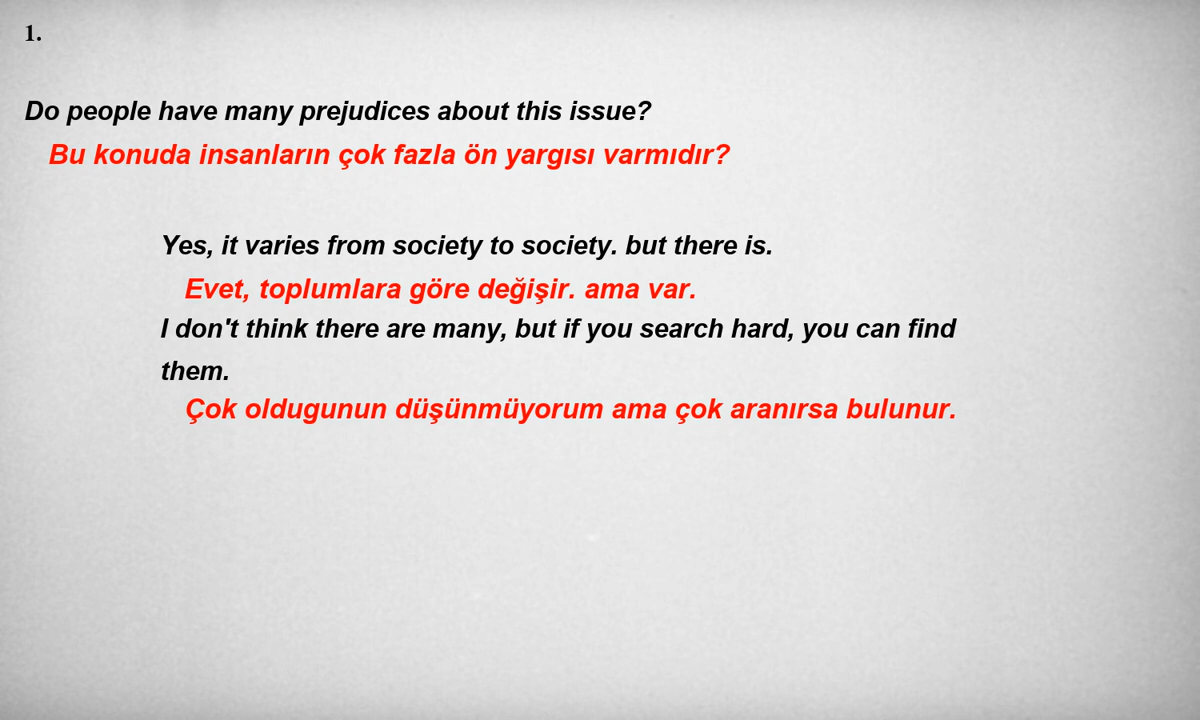 1.
Do people have many prejudices about this issue?
Bu konuda insanların çok fazla ön yargısı varmıdır?
Yes, it varies from society to society. but there is.
Evet, toplumlara göre değişir. ama var.
I don't think there are many, but if you search hard, you can find
them.
Çok oldugunun düşünmüyorum ama çok aranırsa bulunur.